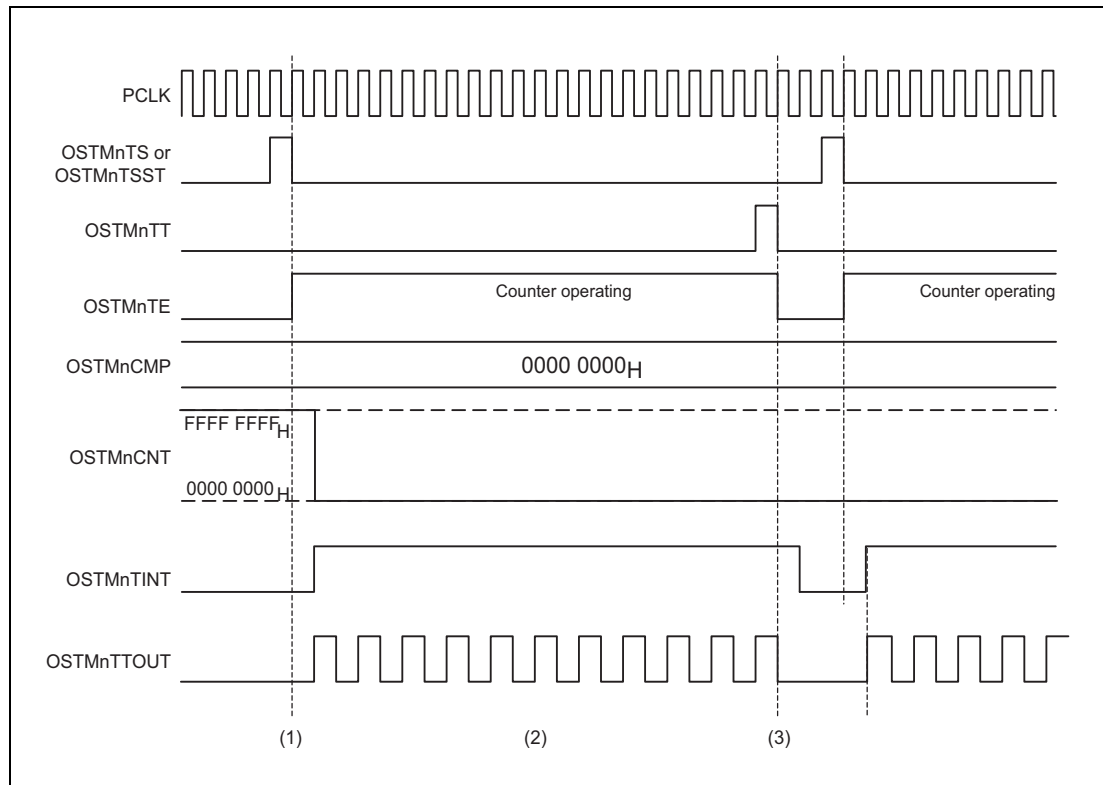 PCLK
OSTMnTS or
OSTMnTSST
OSTMnTT
OSTMnTE
Counter operating
Counter operating
OSTMnCMP
0000 0000H
FFFF FFFFH
OSTMnCNT
0000 0000H
OSTMnTINT
OSTMnTTOUT
(1)
(2)
(3)